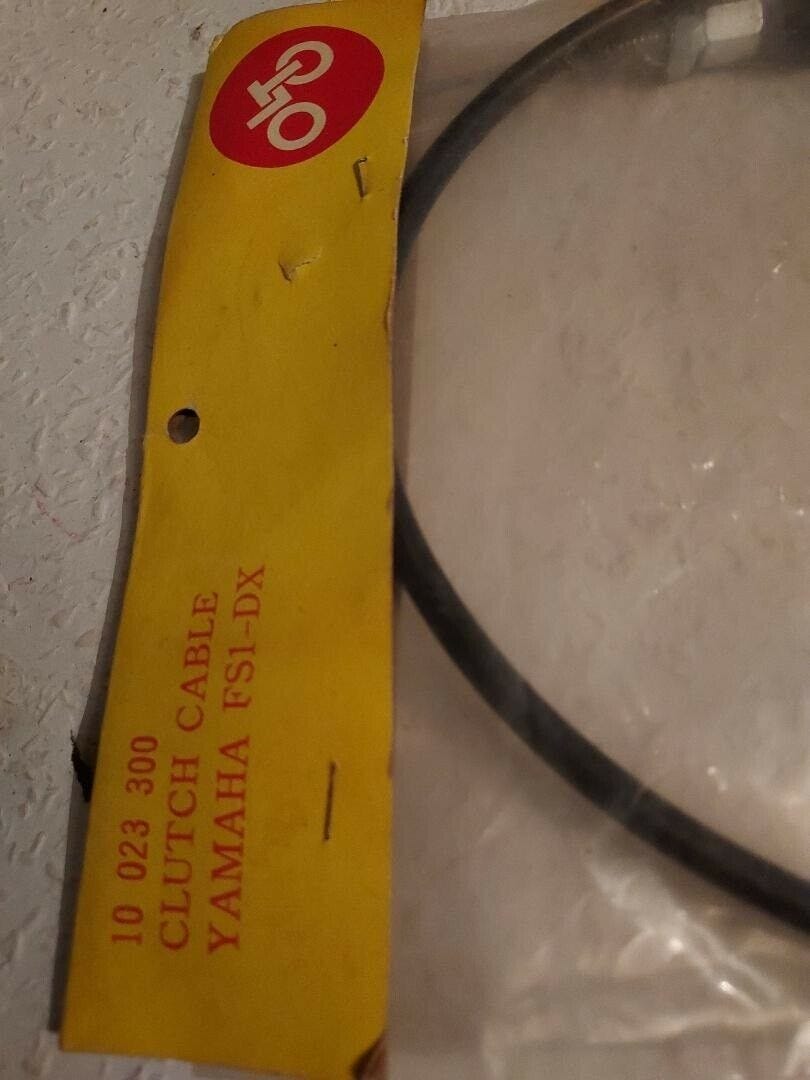 10 023 300
CLUTCH CABLE
YAMAHA FS1-DX